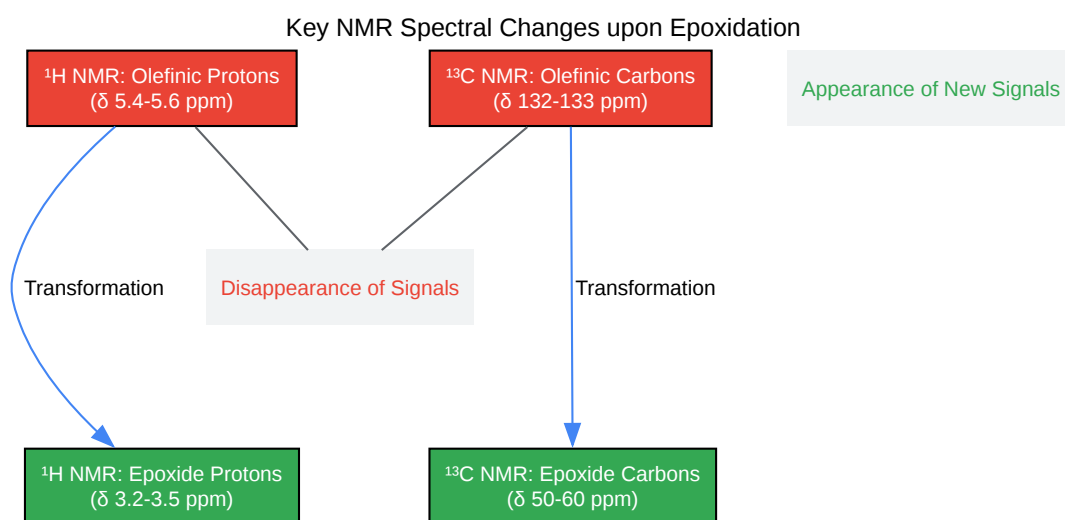 Key NMR Spectral Changes upon Epoxidation
¹H NMR: Olefinic Protons
(δ 5.4-5.6 ppm)
¹³C NMR: Olefinic Carbons
(δ 132-133 ppm)
Appearance of New Signals
Transformation
Disappearance of Signals
Transformation
¹H NMR: Epoxide Protons
(δ 3.2-3.5 ppm)
¹³C NMR: Epoxide Carbons
(δ 50-60 ppm)